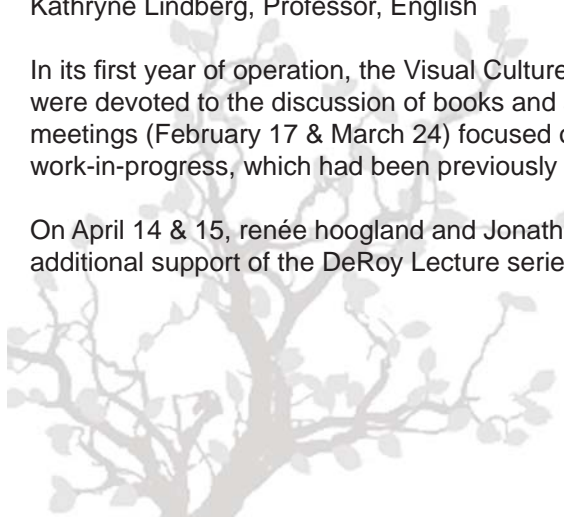 Kathryne Lindberg, Professor, English
In its first year of operation, the Visual Culture
were devoted to the discussion of books and
meetings (February 17 & March 24) focused
work-in-progress, which had been previously
On April 14 & 15, renée hoogland and Jonath
additional support of the DeRoy Lecture serie